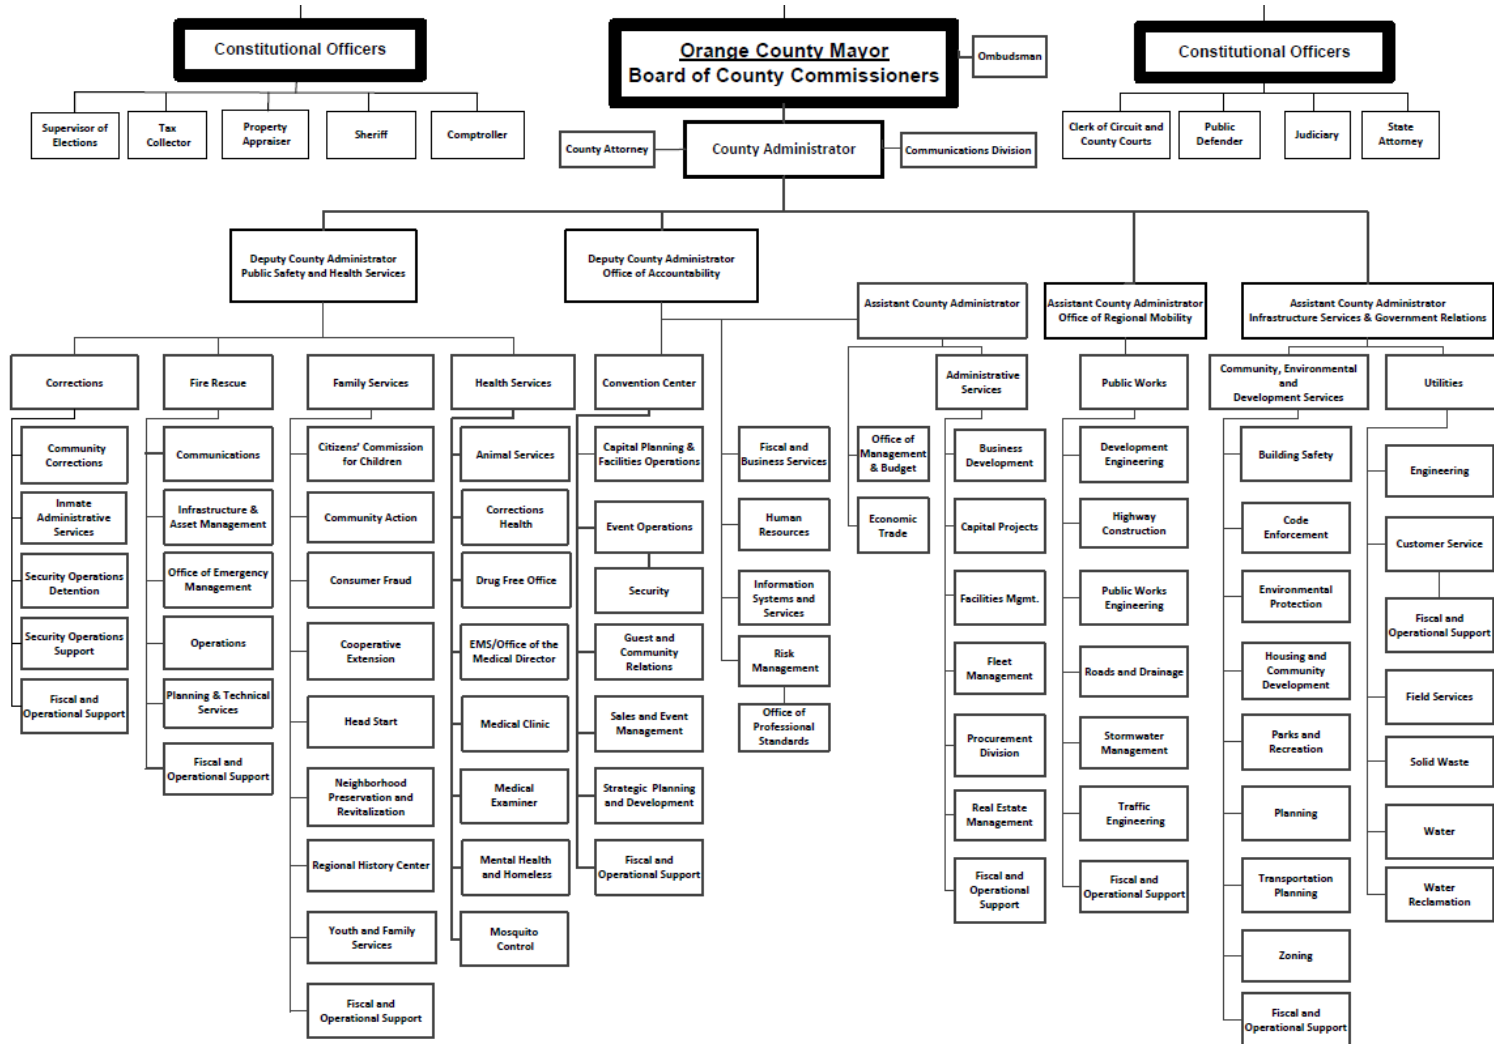 Constitutional Officers
Orange County Mayor
Board of County Commissioners
Ombudsman
Constitutional Officers
Supervisor of
Elections
Tax
Collector
Property
Appraiser
Sheriff
Comptroller
County Attorney
County Administrator
Communications Division
Clerk of Circuit and
County Courts
Public
Defender
Judiciary
State
Attorney
Deputy County Administrator
Public Safety and Health Services
Deputy County Administrator
Office of Accountability
Assistant County Administrator
Assistant County Administrator
Office of Regional Mobility
Assistant County Administrator
Infrastructure Services & Government Relations
Corrections
Community
Corrections
Inmate
Administrative
Services
Security Operations
Detention
Security Operations
Support
Fiscal and
Operational Support
Fire Rescue
Communications
Infrastructure &
Asset Management
Office of Emergency
Management
Operations
Planning & Technical
Services
Fiscal and
Operational Support
Family Services
Citizens' Commission
for Children
Community Action
Consumer Fraud
Cooperative
Extension
Head Start
Neighborhood
Preservation and
Revitalization
Regional History Center
Youth and Family
Services
Fiscal and
Operational Support
Health Services
Animal Services
Corrections
Health
Drug Free Office
EMS/Office of the
Medical Director
Medical Clinic
Medical
Examiner
Mental Health
and Homeless
Mosquito
Control
Convention Center
Capital Planning &
Facilities Operations
Event Operations
Security
Guest and
Community
Relations
Sales and Event
Management
Strategic Planning
and Development
Fiscal and
Operational Support
Fiscal and
Business Services
Human
Resources
Information
Systems and
Services
Risk
Management
Office of
Professional
Standards
Office of
Management
& Budget
Economic
Trade
Administrative
Services
Business
Development
Capital Projects
Facilities Mgmt.
Fleet
Management
Procurement
Division
Real Estate
Management
Fiscal and
Operational
Support
Public Works
Development
Engineering
Highway
Construction
Public Works
Engineering
Roads and Drainage
Stormwater
Management
Traffic
Engineering
Fiscal and
Operational Support
Community, Environmental
and
Development Services
Building Safety
Code
Enforcement
Environmental
Protection
Housing and
Community
Development
Parks and
Recreation
Planning
Transportation
Planning
Zoning
Fiscal and
Operational Support
Utilities
Engineering
Customer Service
Fiscal and
Operational Support
Field Services
Solid Waste
Water
Water
Reclamation